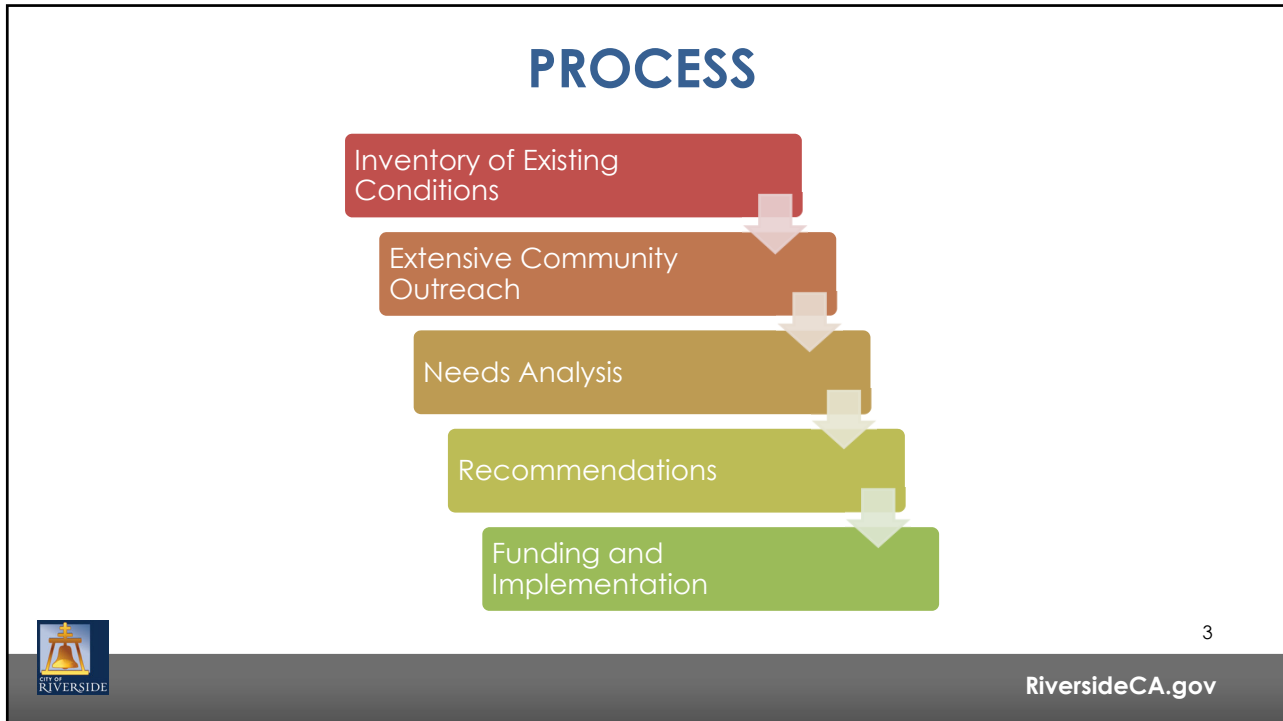 PROCESS
Inventory of Existing
Conditions
Extensive Community
Outreach
Needs Analysis
Recommendations
Funding and
Implementation
3
CITY OF
RIVERSIDE
RiversideCA.gov